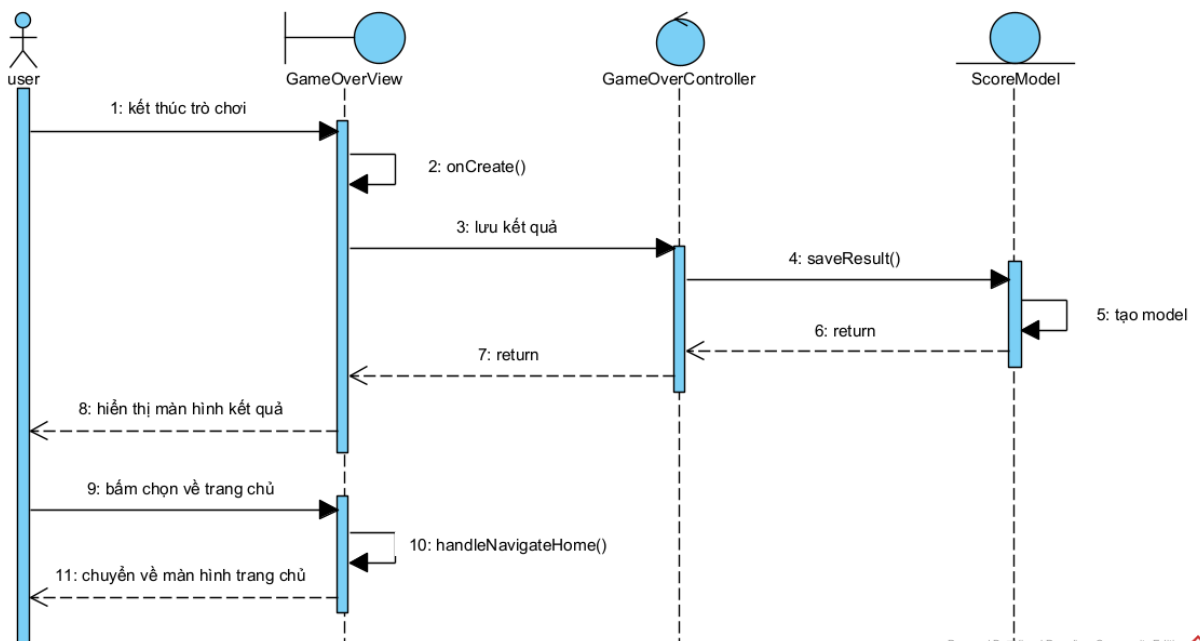 user
GameOverView
GameOverController
ScoreModel
1: kết thúc trò chơi
2: onCreate()
3: lưu kết quả
4: saveResult()
5: tạo model
6: return
7: return
8: hiển thị màn hình kết quả
9: bấm chọn về trang chủ
10: handleNavigateHome()
11: chuyển về màn hình trang chủ